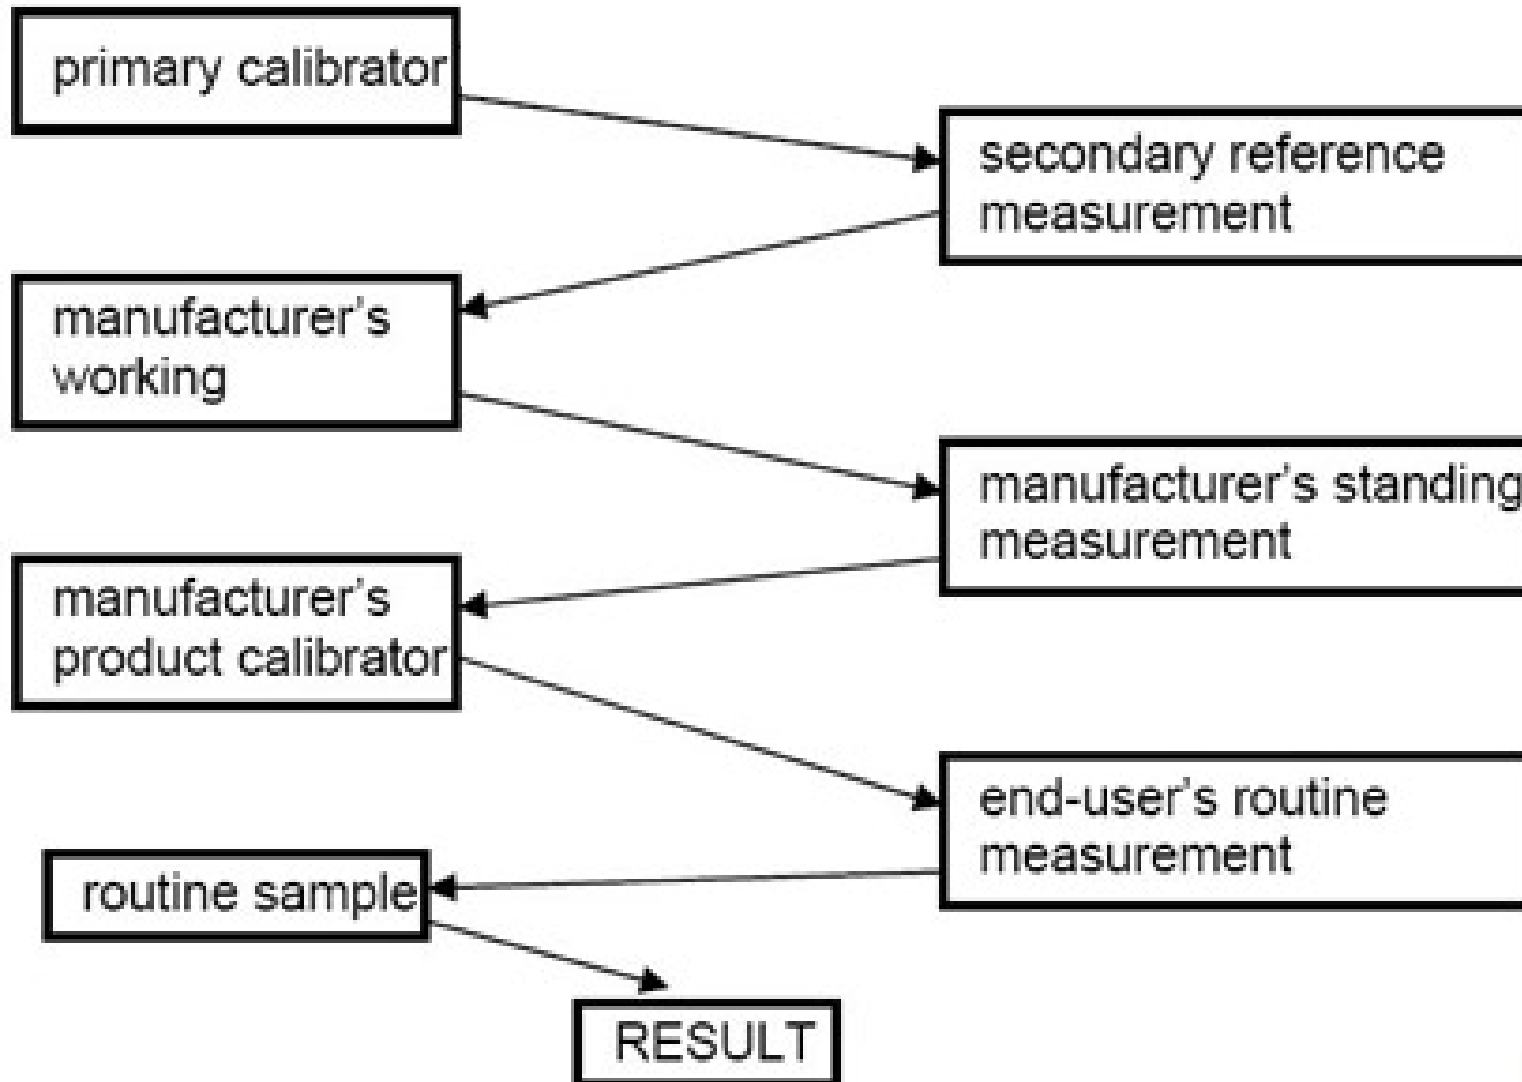 primary calibrator
secondary reference
measurement
manufacturer's
working
manufacturer's standing
measurement
manufacturer's
product calibrator
end-user's routine
measurement
routine sample
RESULT